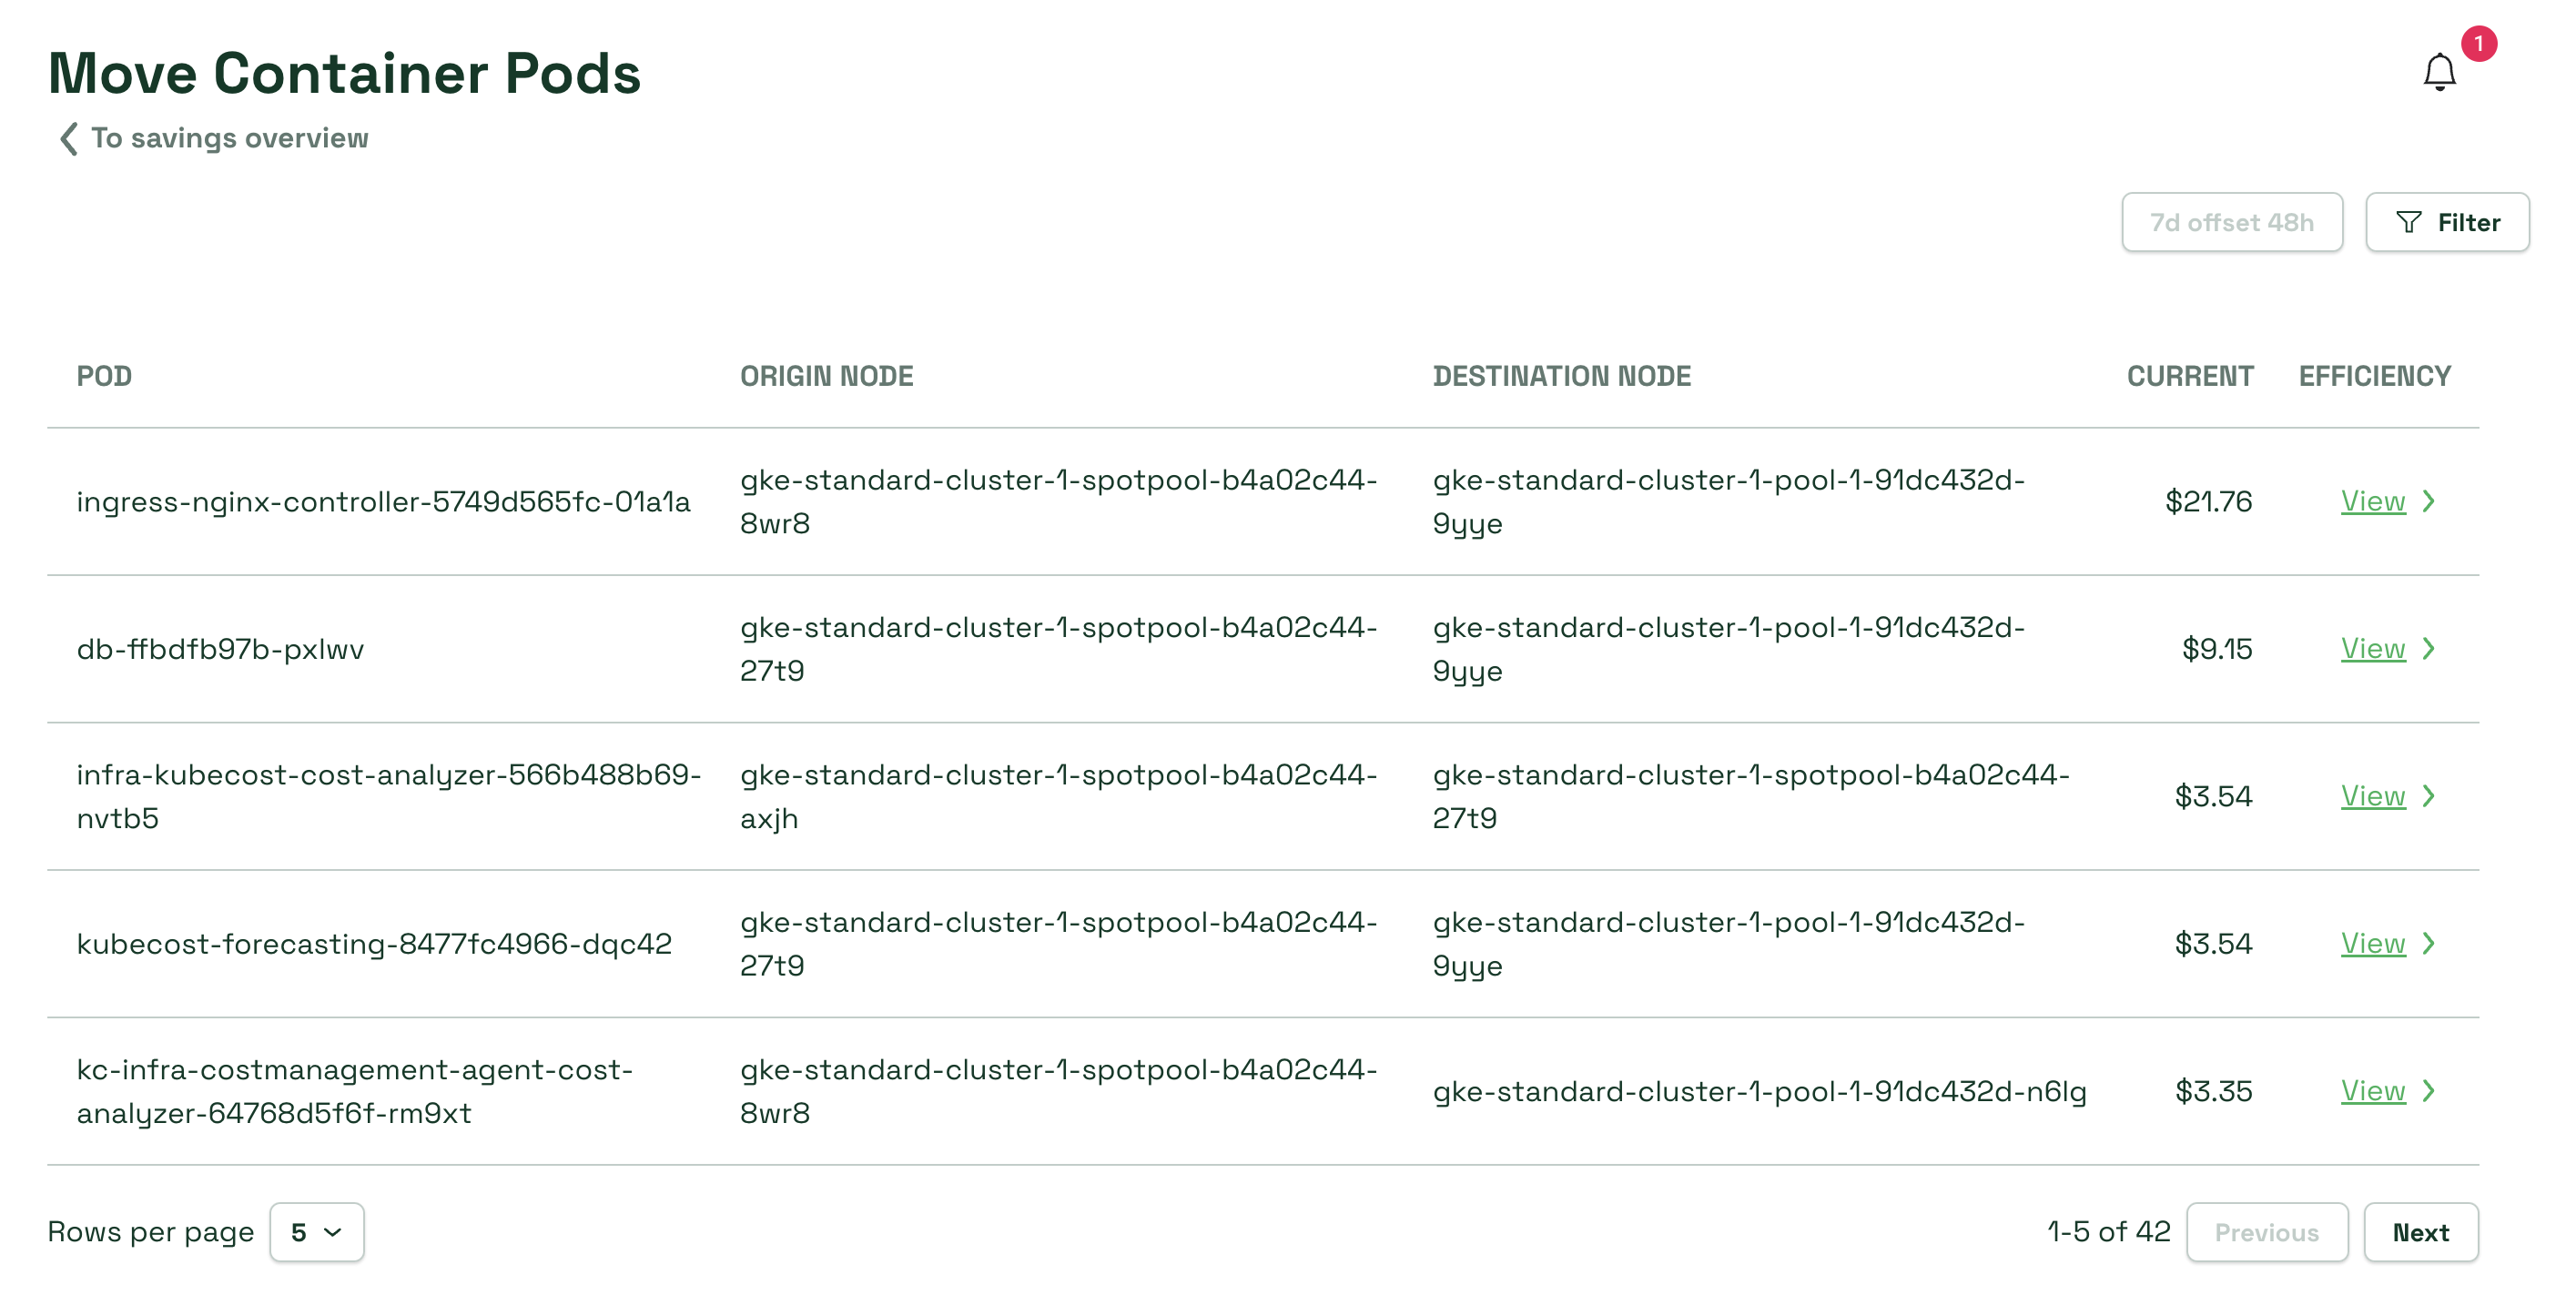 Move Container Pods
1
To savings overview
7d offset 48h
Filter
POD ORIGIN NODE DESTINATION NODE CURRENT EFFICIENCY
ingress-nginx-controller-5749d565fc-01a1a gke-standard-cluster-1-spotpool-b4a02c44- gke-standard-cluster-1-pool-1-91dc432d- $21.76 View
8wr8 9yye
db-ffbdfb97b-pxlwv gke-standard-cluster-1-spotpool-b4a02c44- gke-standard-cluster-1-pool-1-91dc432d- $9.15 View
27t9 9yye
infra-kubecost-cost-analyzer-566b488b69- gke-standard-cluster-1-spotpool-b4a02c44- gke-standard-cluster-1-spotpool-b4a02c44- $3.54 View
nvtb5 axjh 27t9
kubecost-forecasting-8477fc4966-dqc42 gke-standard-cluster-1-spotpool-b4a02c44- gke-standard-cluster-1-pool-1-91dc432d- $3.54 View
27t9 9yye
kc-infra-costmanagement-agent-cost- gke-standard-cluster-1-spotpool-b4a02c44- gke-standard-cluster-1-pool-1-91dc432d-n6lg $3.35 View
analyzer-64768d5f6f-rm9xt 8wr8
Rows per page 5 1-5 of 42 Previous Next